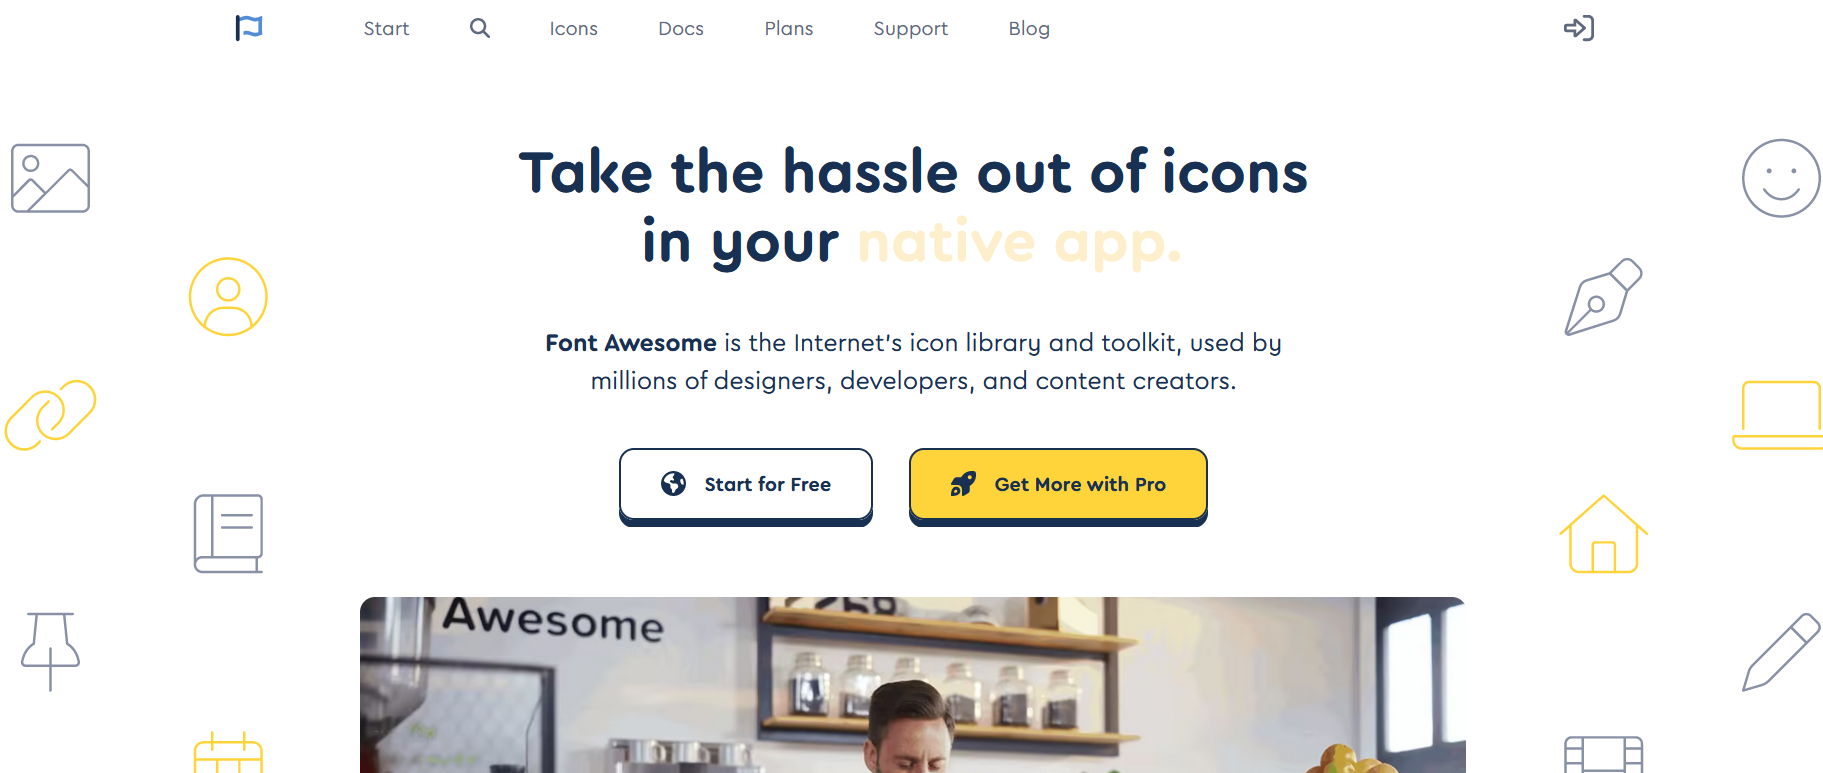 Start
Icons
Docs
Plans
Support
Blog
Take the hassle out of icons
in your native app.
Font Awesome is the Internet's icon library and toolkit, used by
millions of designers, developers, and content creators.
Start for Free
Get More with Pro
Awesome